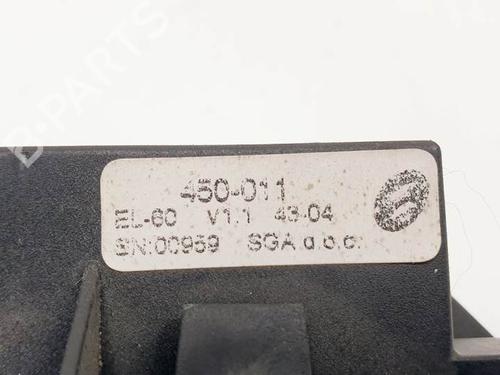 B-PARTS
450-011
EL-60 V1.1 43-04
SN:00959 SGA d.o.o.